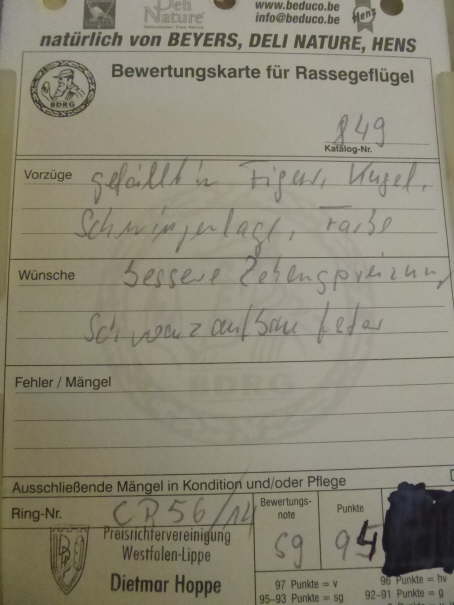 Deli Nature
www.beduco.be
info@beduco.be
Hens
natürlich von BEYERS, DELI NATURE, HENS
BDRG
Bewertungskarte für Rassegeflügel
849
Katalog-Nr.
Vorzüge gefällt in Figur, Kugel,
Schwingenlage, Farbe
Wünsche bessere
Schwanzaufbau fester
Fehler / Mängel
Ausschließende Mängel in Kondition und/oder Pflege
Ring-Nr. CP 56/14
Bewertungs-
note
sg
Punkte
94
Preisrichtervereinigung
Westfalen-Lippe
Dietmar Hoppe
97 Punkte = v
96 Punkte = hv
95-93 Punkte = sg
92-91 Punkte = g